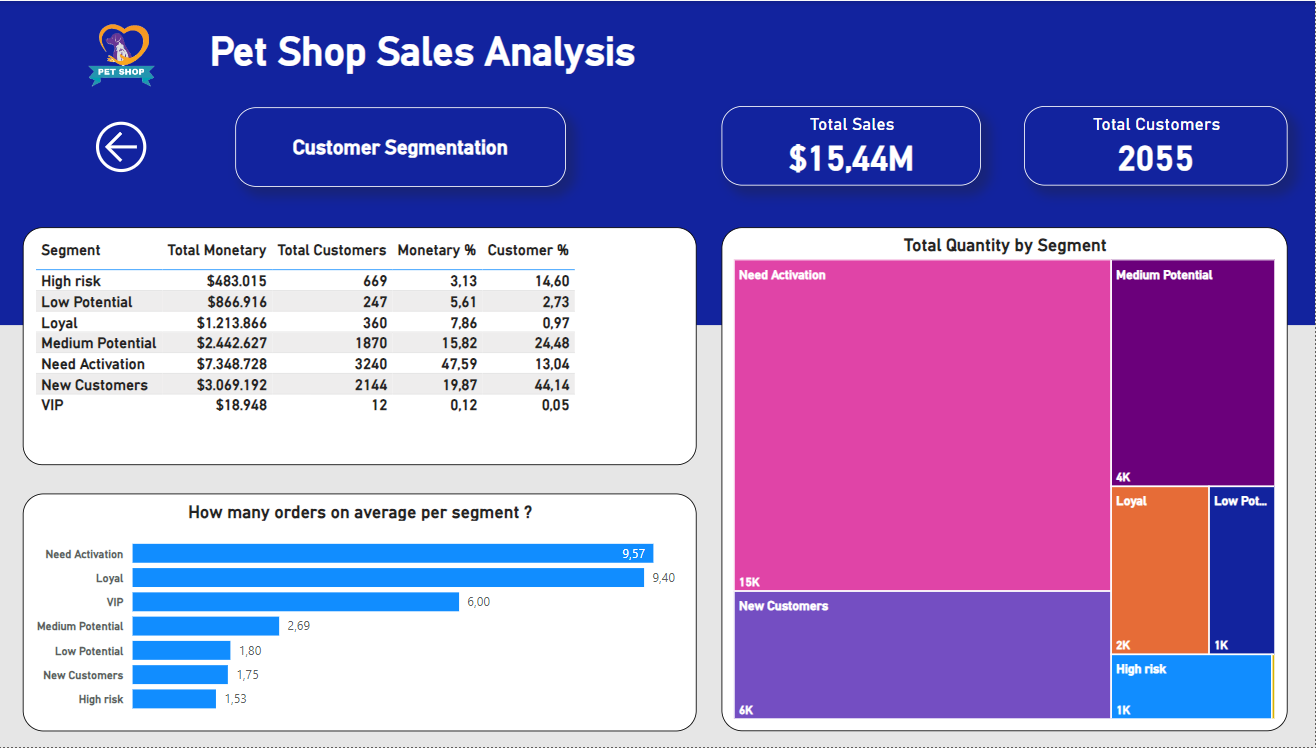 PET SHOP
Pet Shop Sales Analysis
Customer Segmentation
Total Sales
$15,44M
Total Customers
2055
Segment Total Monetary Total Customers Monetary % Customer %
High risk $483.015 669 3,13 14,60
Low Potential $866.916 247 5,61 2,73
Loyal $1.213.866 360 7,86 0,97
Medium Potential $2.442.627 1870 15,82 24,48
Need Activation $7.348.728 3240 47,59 13,04
New Customers $3.069.192 2144 19,87 44,14
VIP $18.948 12 0,12 0,05
How many orders on average per segment ?
Need Activation 9,57
Loyal 9,40
VIP 6,00
Medium Potential 2,69
Low Potential 1,80
New Customers 1,75
High risk 1,53
Total Quantity by Segment
Need Activation
15K
New Customers
6K
Medium Potential
4K
Loyal
2K
Low Pot...
1K
High risk
1K